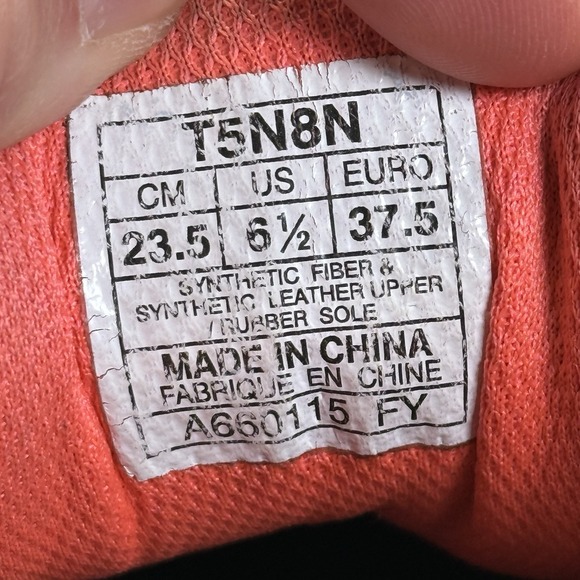 T5N8N
CM US EURO
23.5 6½ 37.5
SYNTHETIC FIBER &
SYNTHETIC LEATHER UPPER
/RUBBER SOLE
MADE IN CHINA
FABRIQUE EN CHINE
A660115 FY